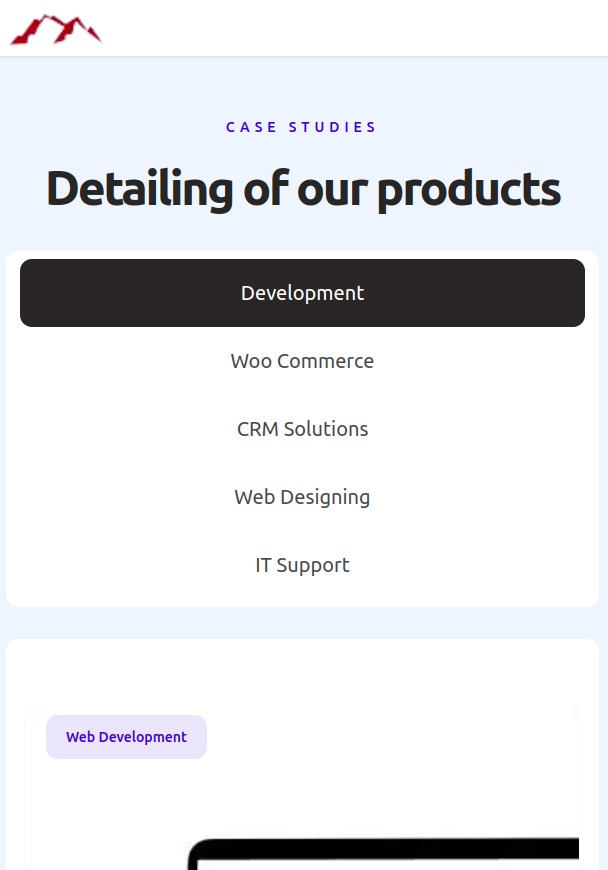 CASE STUDIES
Detailing of our products
Development
Woo Commerce
CRM Solutions
Web Designing
IT Support
Web Development